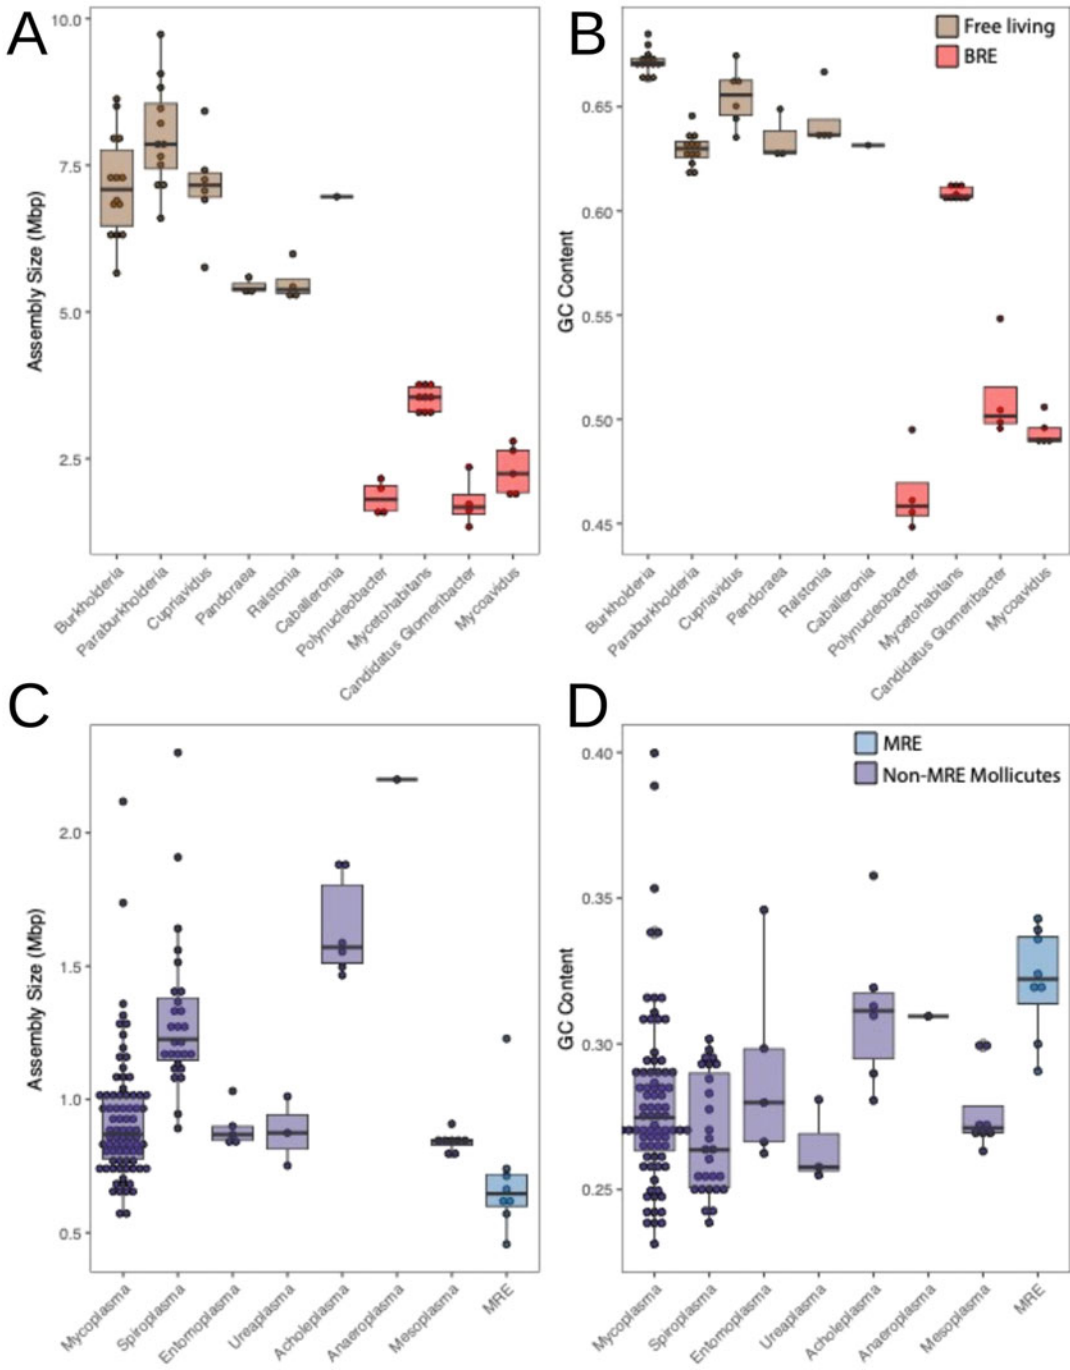 A
10.0
7.5
5.0
2.5
Assembly Size (Mbp)
Burkholderia
Paraburkholderia
Cupriavidus
Pandoraea
Ralstonia
Caballeronia
Polynucleobacter
Mycetohabitans
Candidatus Glomeribacter
Mycoavidus
B
Free living
BRE
0.65
0.60
0.55
0.50
0.45
GC Content
Burkholderia
Paraburkholderia
Cupriavidus
Pandoraea
Ralstonia
Caballeronia
Polynucleobacter
Mycetohabitans
Candidatus Glomeribacter
Mycoavidus
C
2.0
1.5
1.0
0.5
Assembly Size (Mbp)
Mycoplasma
Spiroplasma
Entomoplasma
Ureaplasma
Acholeplasma
Anaeroplasma
Mesoplasma
MRE
D
MRE
Non-MRE Mollicutes
0.40
0.35
0.30
0.25
GC Content
Mycoplasma
Spiroplasma
Entomoplasma
Ureaplasma
Acholeplasma
Anaeroplasma
Mesoplasma
MRE